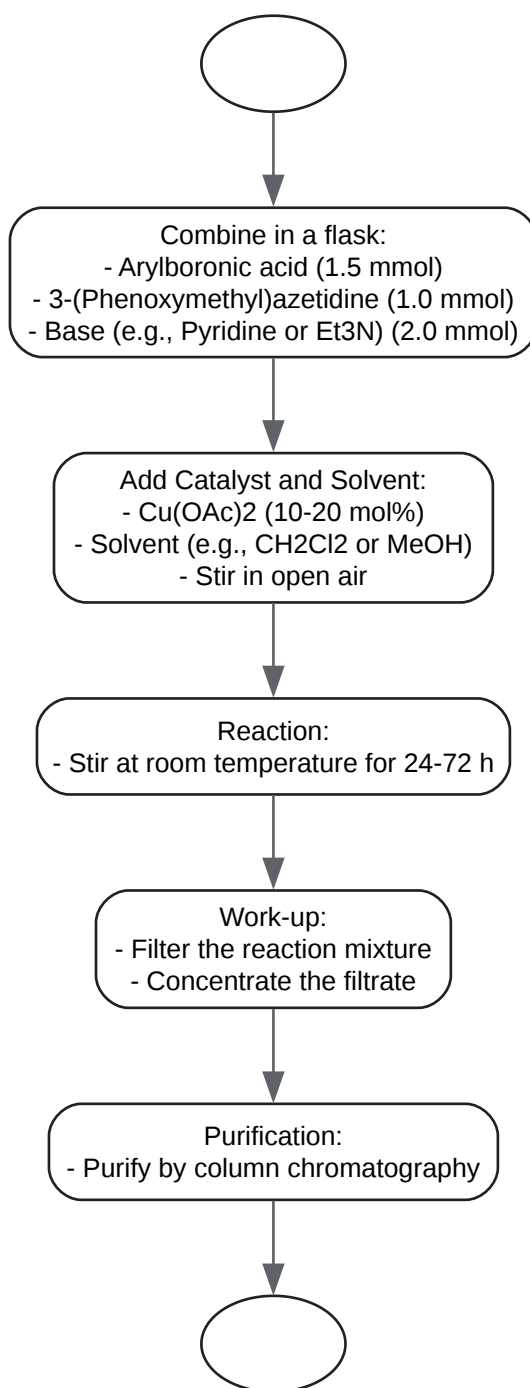 Combine in a flask:
- Arylboronic acid (1.5 mmol)
- 3-(Phenoxymethyl)azetidine (1.0 mmol)
- Base (e.g., Pyridine or Et3N) (2.0 mmol)
Add Catalyst and Solvent:
- Cu(OAc)2 (10-20 mol%)
- Solvent (e.g., CH2Cl2 or MeOH)
- Stir in open air
Reaction:
- Stir at room temperature for 24-72 h
Work-up:
- Filter the reaction mixture
- Concentrate the filtrate
Purification:
- Purify by column chromatography